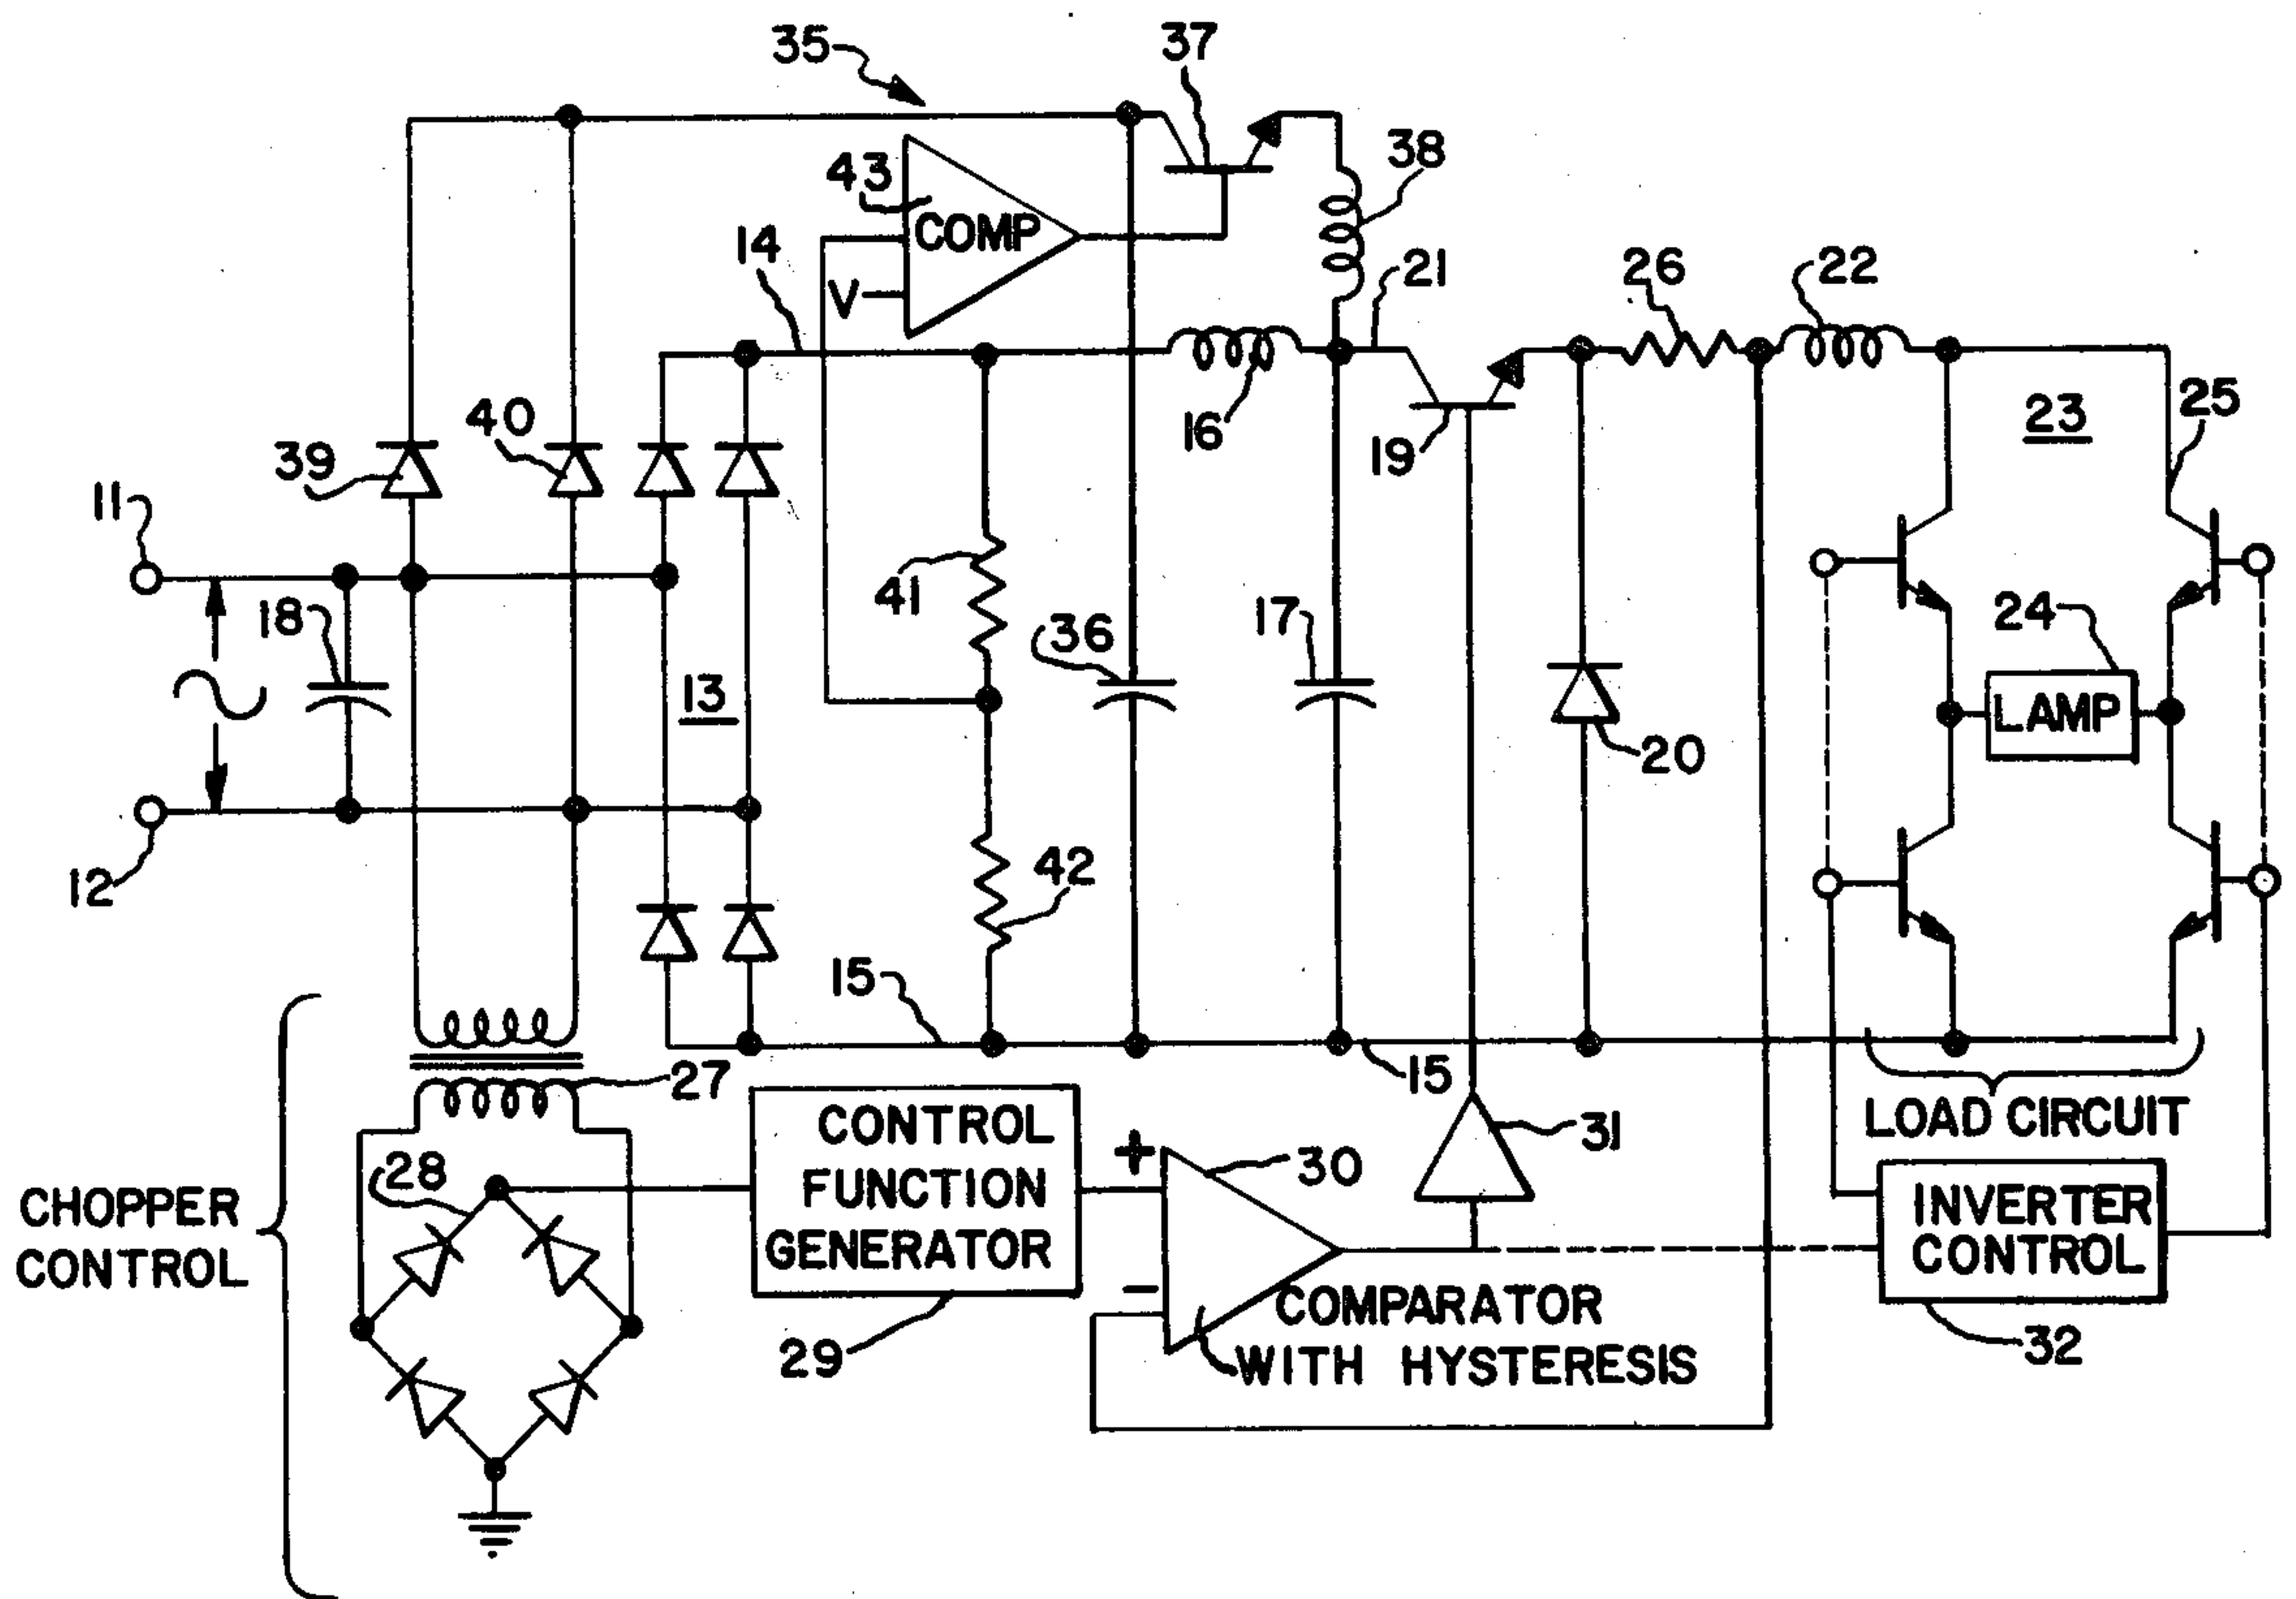 35
37
43
COMP
38
14
V
21
26
22
16
19
23
25
39
40
11
18
41
36
17
24
LAMP
13
20
12
42
15
15
27
LOAD CIRCUIT
CHOPPER
CONTROL
28
CONTROL
FUNCTION
GENERATOR
29
+
-
30
31
COMPARATOR
WITH HYSTERESIS
INVERTER
CONTROL
32